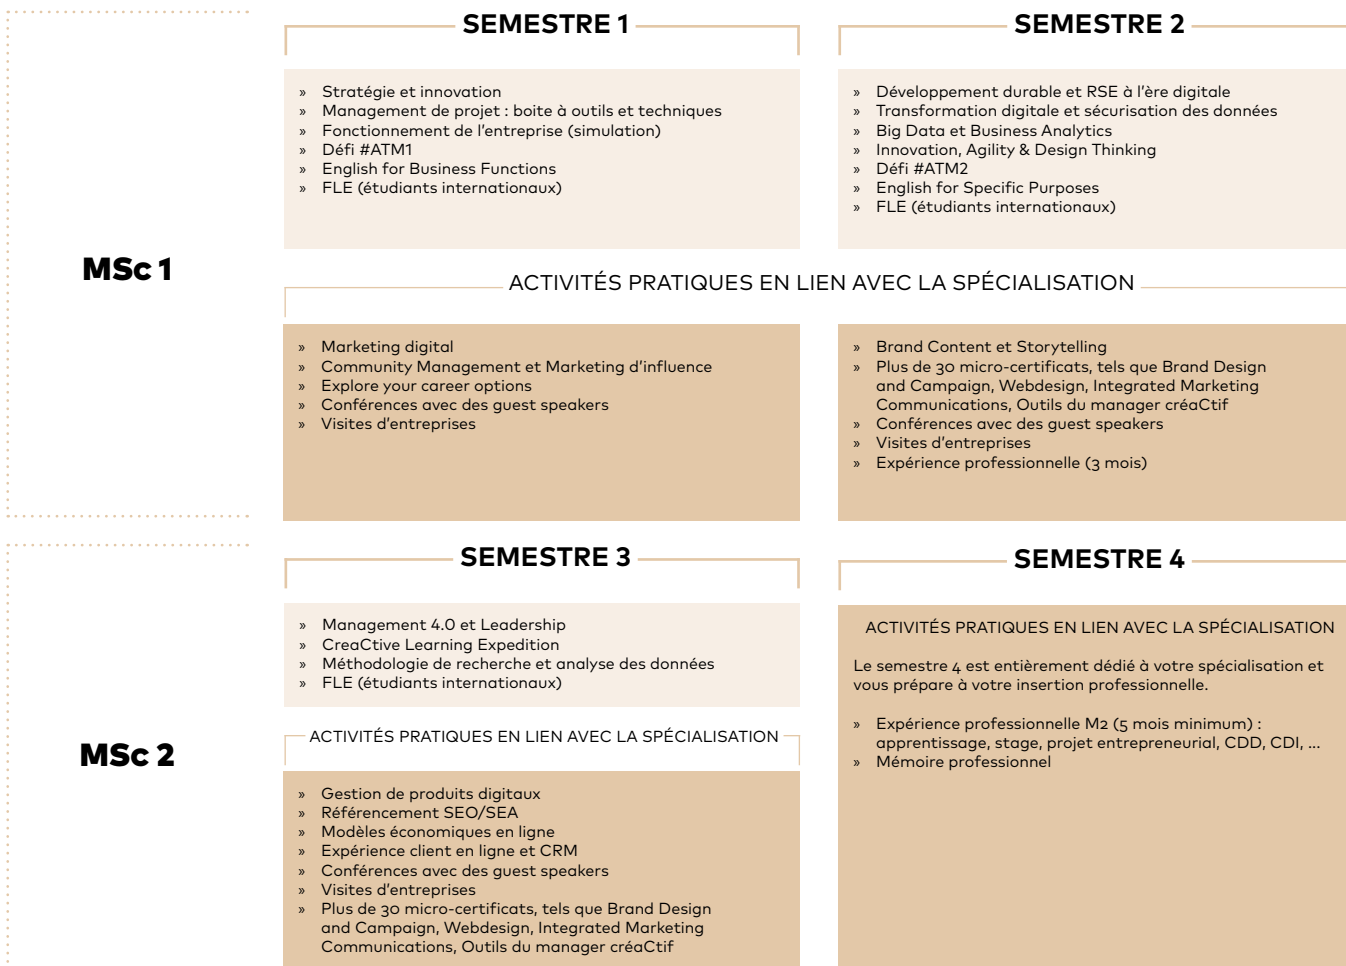 SEMESTRE 1
» Stratégie et innovation
» Management de projet : boite à outils et techniques
» Fonctionnement de l'entreprise (simulation)
» Défi #ATM1
» English for Business Functions
» FLE (étudiants internationaux)
SEMESTRE 2
» Développement durable et RSE à l'ère digitale
» Transformation digitale et sécurisation des données
» Big Data et Business Analytics
» Innovation, Agility & Design Thinking
» Défi #ATM2
» English for Specific Purposes
» FLE (étudiants internationaux)
MSc 1
ACTIVITÉS PRATIQUES EN LIEN AVEC LA SPÉCIALISATION
» Marketing digital
» Community Management et Marketing d'influence
» Explore your career options
» Conférences avec des guest speakers
» Visites d'entreprises
» Brand Content et Storytelling
» Plus de 30 micro-certificats, tels que Brand Design
and Campaign, Webdesign, Integrated Marketing
Communications, Outils du manager créaCtif
» Conférences avec des guest speakers
» Visites d'entreprises
» Expérience professionnelle (3 mois)
SEMESTRE 3
» Management 4.0 et Leadership
» CreaCtive Learning Expedition
» Méthodologie de recherche et analyse des données
» FLE (étudiants internationaux)
MSc 2
ACTIVITÉS PRATIQUES EN LIEN AVEC LA SPÉCIALISATION
» Gestion de produits digitaux
» Référencement SEO/SEA
» Modèles économiques en ligne
» Expérience client en ligne et CRM
» Conférences avec des guest speakers
» Visites d'entreprises
» Plus de 30 micro-certificats, tels que Brand Design
and Campaign, Webdesign, Integrated Marketing
Communications, Outils du manager créaCtif
SEMESTRE 4
ACTIVITÉS PRATIQUES EN LIEN AVEC LA SPÉCIALISATION
Le semestre 4 est entièrement dédié à votre spécialisation et
vous prépare à votre insertion professionnelle.
» Expérience professionnelle M2 (5 mois minimum) :
apprentissage, stage, projet entrepreneurial, CDD, CDI, ...
» Mémoire professionnel